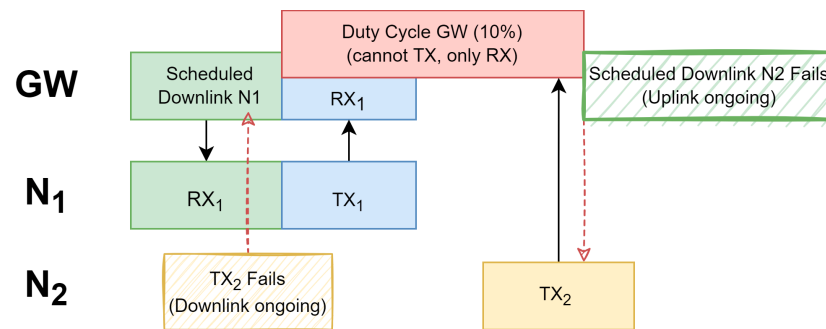 Duty Cycle GW (10%)
(cannot TX, only RX)
GW
Scheduled
Downlink N1
RX1
Scheduled Downlink N2 Fails
(Uplink ongoing)
N1
RX1
TX1
N2
TX2 Fails
(Downlink ongoing)
TX2